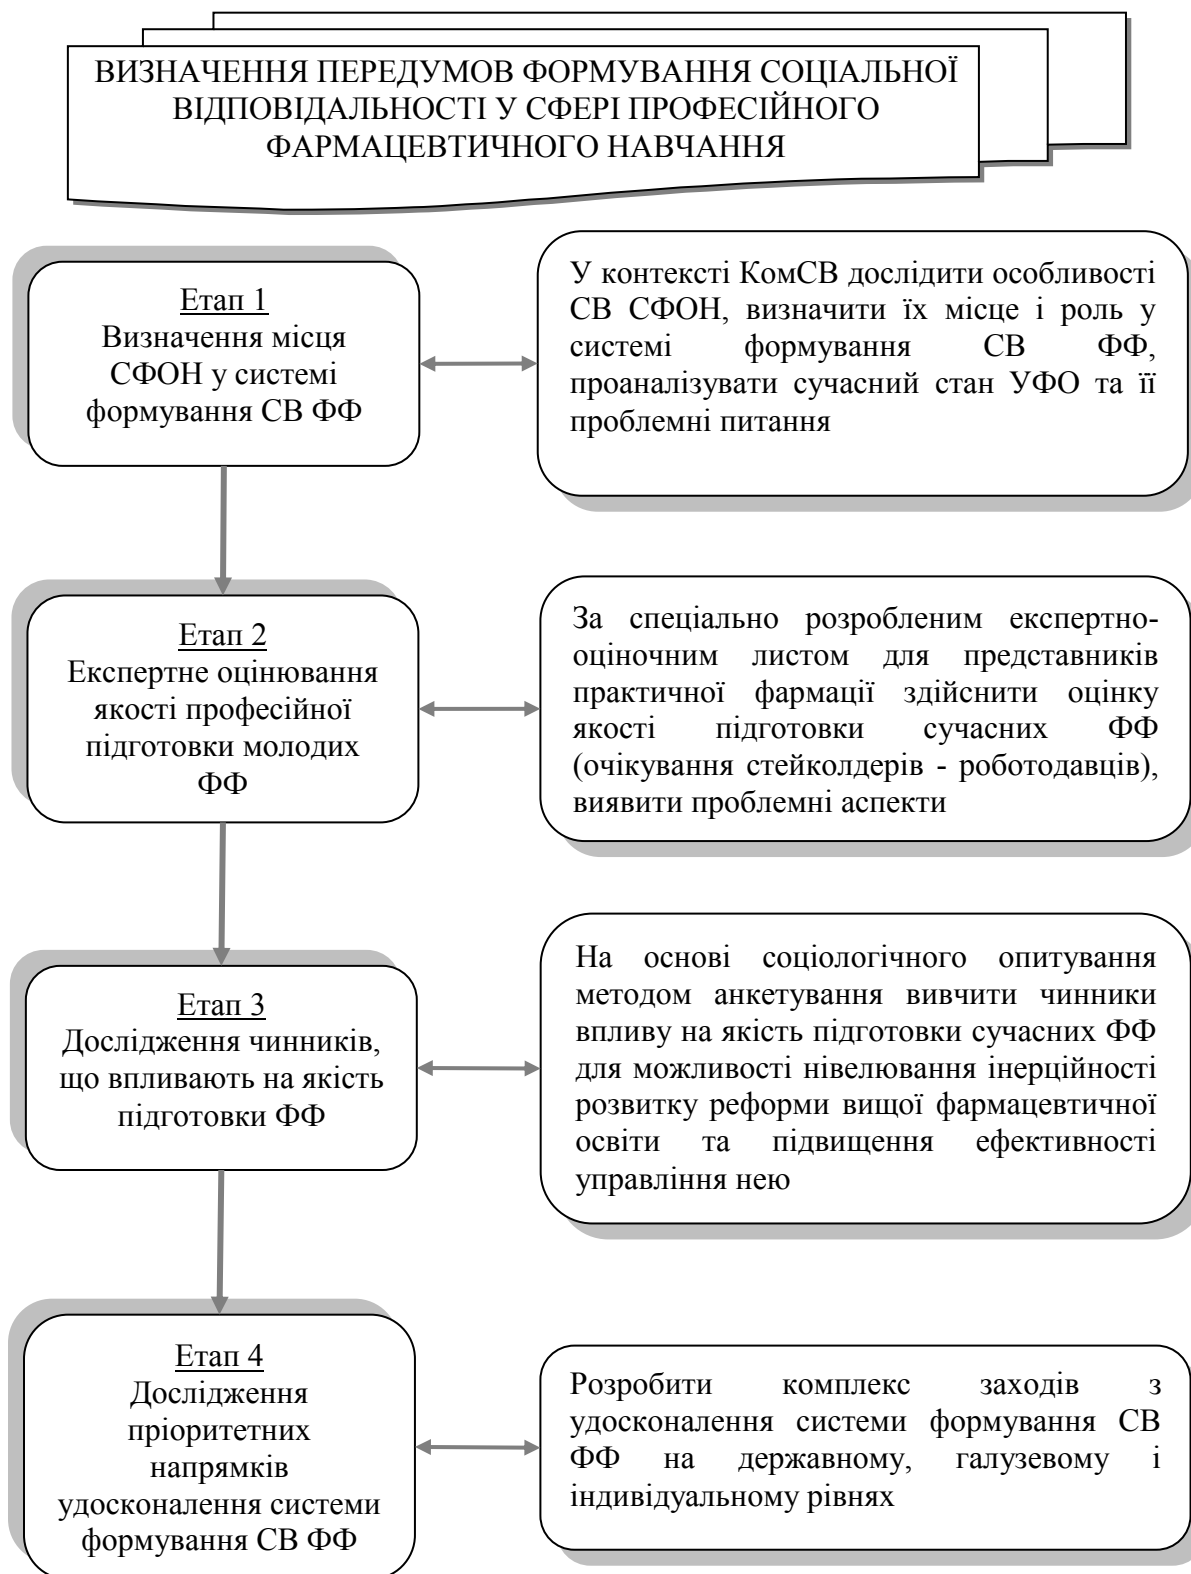 ВИЗНАЧЕННЯ ПЕРЕДУМОВ ФОРМУВАННЯ СОЦІАЛЬНОЇ
ВІДПОВІДАЛЬНОСТІ У СФЕРІ ПРОФЕСІЙНОГО
ФАРМАЦЕВТИЧНОГО НАВЧАННЯ
Етап 1
Визначення місця
СФОН у системі
формування СВ ФФ
У контексті КомСВ дослідити особливості
СВ СФОН, визначити їх місце і роль у
системі формування СВ ФФ,
проаналізувати сучасний стан УФО та її
проблемні питання
Етап 2
Експертне оцінювання
якості професійної
підготовки молодих
ФФ
За спеціально розробленим експертно-
оціночним листом для представників
практичної фармації здійснити оцінку
якості підготовки сучасних ФФ
(очікування стейколдерів - роботодавців),
виявити проблемні аспекти
Етап 3
Дослідження чинників,
що впливають на якість
підготовки ФФ
На основі соціологічного опитування
методом анкетування вивчити чинники
впливу на якість підготовки сучасних ФФ
для можливості нівелювання інерційності
розвитку реформи вищої фармацевтичної
освіти та підвищення ефективності
управління нею
Етап 4
Дослідження
пріоритетних
напрямків
удосконалення системи
формування СВ ФФ
Розробити комплекс заходів з
удосконалення системи формування СВ
ФФ на державному, галузевому і
індивідуальному рівнях